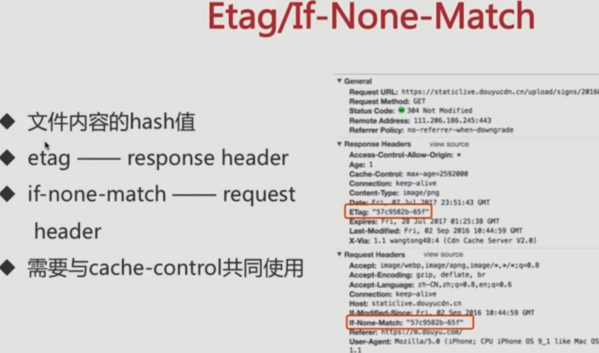 Etag/If-None-Match
◆ 文件内容的hash值
◆ etag —— response header
◆ if-none-match —— request
header
◆ 需要与cache-control共同使用
▼ General
Request URL: https://staticlive.douyucdn.cn/upload/signs/2016
Request Method: GET
Status Code: 304 Not Modified
Remote Address: 111.206.186.245:443
Referrer Policy: no-referrer-when-downgrade
▼ Response Headers view source
Access-Control-Allow-Origin: *
Age: 1
Cache-Control: max-age=2592000
Connection: keep-alive
Content-Type: image/png
Date: Fri, 07 Jul 2017 23:51:43 GMT
ETag: "57c9582b-65f"
Expires: Fri, 28 Jul 2017 01:25:38 GMT
Last-Modified: Fri, 02 Sep 2016 10:44:59 GMT
X-Via: 1.1 wangtong48:4 (Cdn Cache Server V2.0)
▼ Request Headers view source
Accept: image/webp,image/apng,image/*,*/*;q=0.8
Accept-Encoding: gzip, deflate, br
Accept-Language: zh-CN,zh;q=0.8,en;q=0.6
Connection: keep-alive
Host: staticlive.douyucdn.cn
If-Modified-Since: Fri, 02 Sep 2016 10:44:59 GMT
If-None-Match: "57c9582b-65f"
Referer: https://m.douyu.com/
User-Agent: Mozilla/5.0 (iPhone; CPU iPhone OS 9_1 like Mac OS
1.1